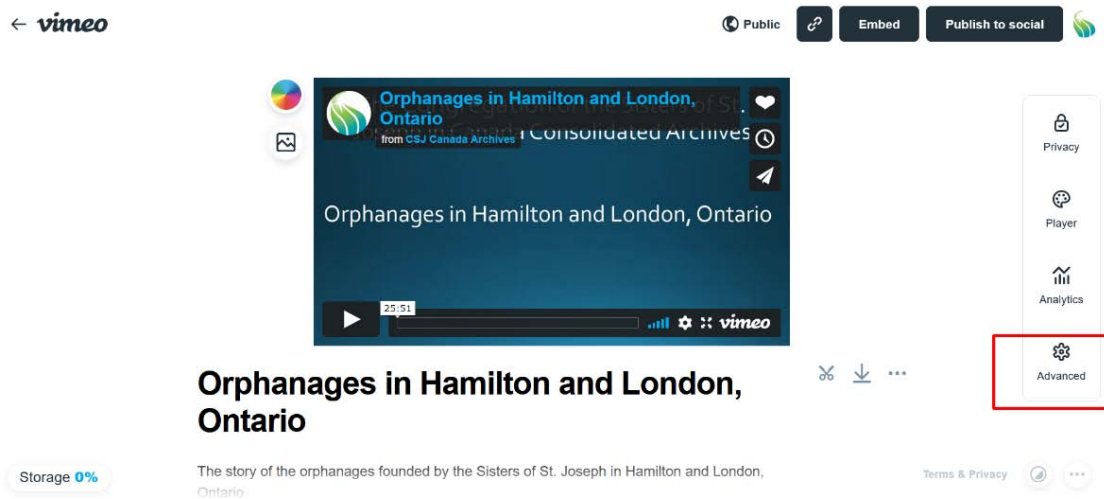 vimeo
Public
Embed
Publish to social
Orphanages in Hamilton and London,
Ontario
from CSJ Canada Archives
Consolidated Archives
Orphanages in Hamilton and London, Ontario
25:51
vimeo
Privacy
Player
Analytics
Advanced
Orphanages in Hamilton and London,
Ontario
The story of the orphanages founded by the Sisters of St. Joseph in Hamilton and London,
Ontario
Storage 0%
Terms & Privacy